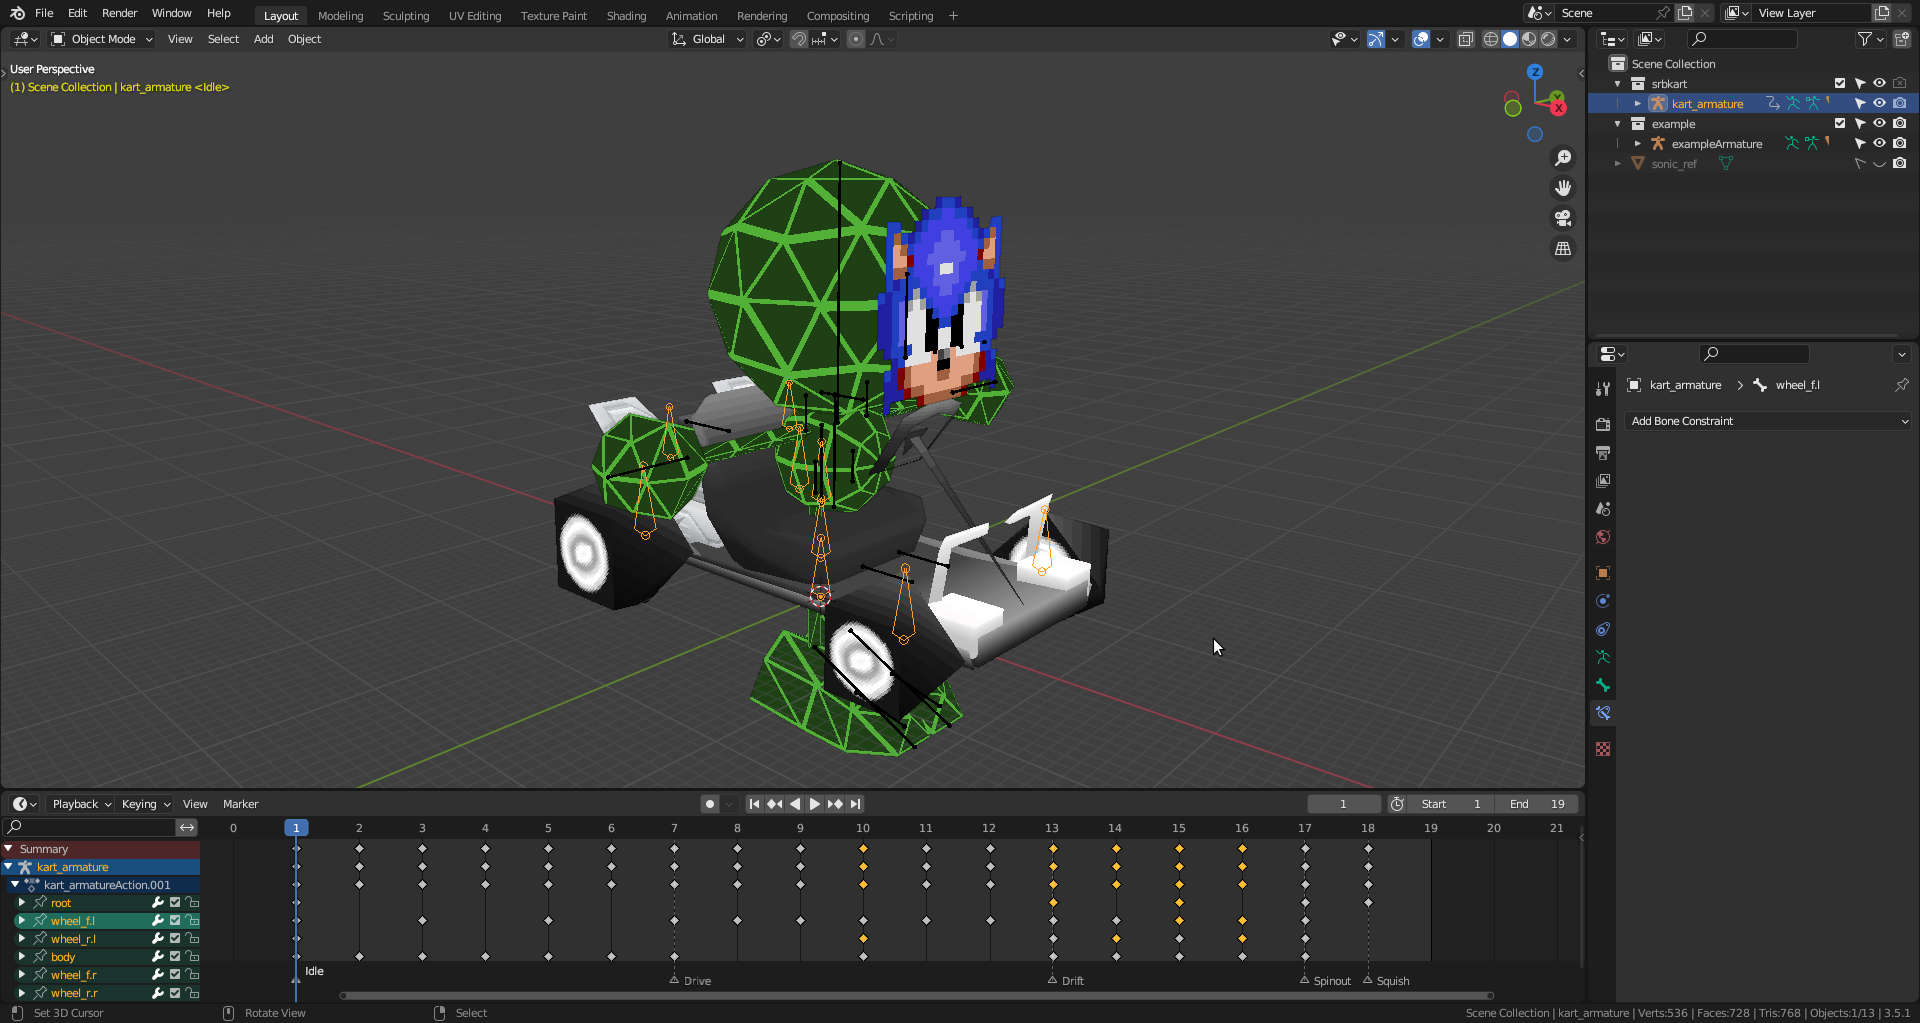 File Edit Render Window Help Layout Modeling Sculpting UV Editing Texture Paint Shading Animation Rendering Compositing Scripting + Scene View Layer
Object Mode View Select Add Object Global
User Perspective
(1) Scene Collection | kart_armature <Idle>
Z
Y
X
Scene Collection
srbkart
kart_armature
example
exampleArmature
sonic_ref
kart_armature > wheel_f.l
Add Bone Constraint
Playback Keying View Marker 1 Start 1 End 19
0 1 2 3 4 5 6 7 8 9 10 11 12 13 14 15 16 17 18 19 20 21
Summary
kart_armature
kart_armatureAction.001
root
wheel_f.l
wheel_r.l
body
wheel_f.r
wheel_r.r
Idle
Drive Drift Spinout Squish
Set 3D Cursor Rotate View Select Scene Collection | kart_armature | Verts:536 | Faces:728 | Tris:768 | Objects:1/13 | 3.5.1